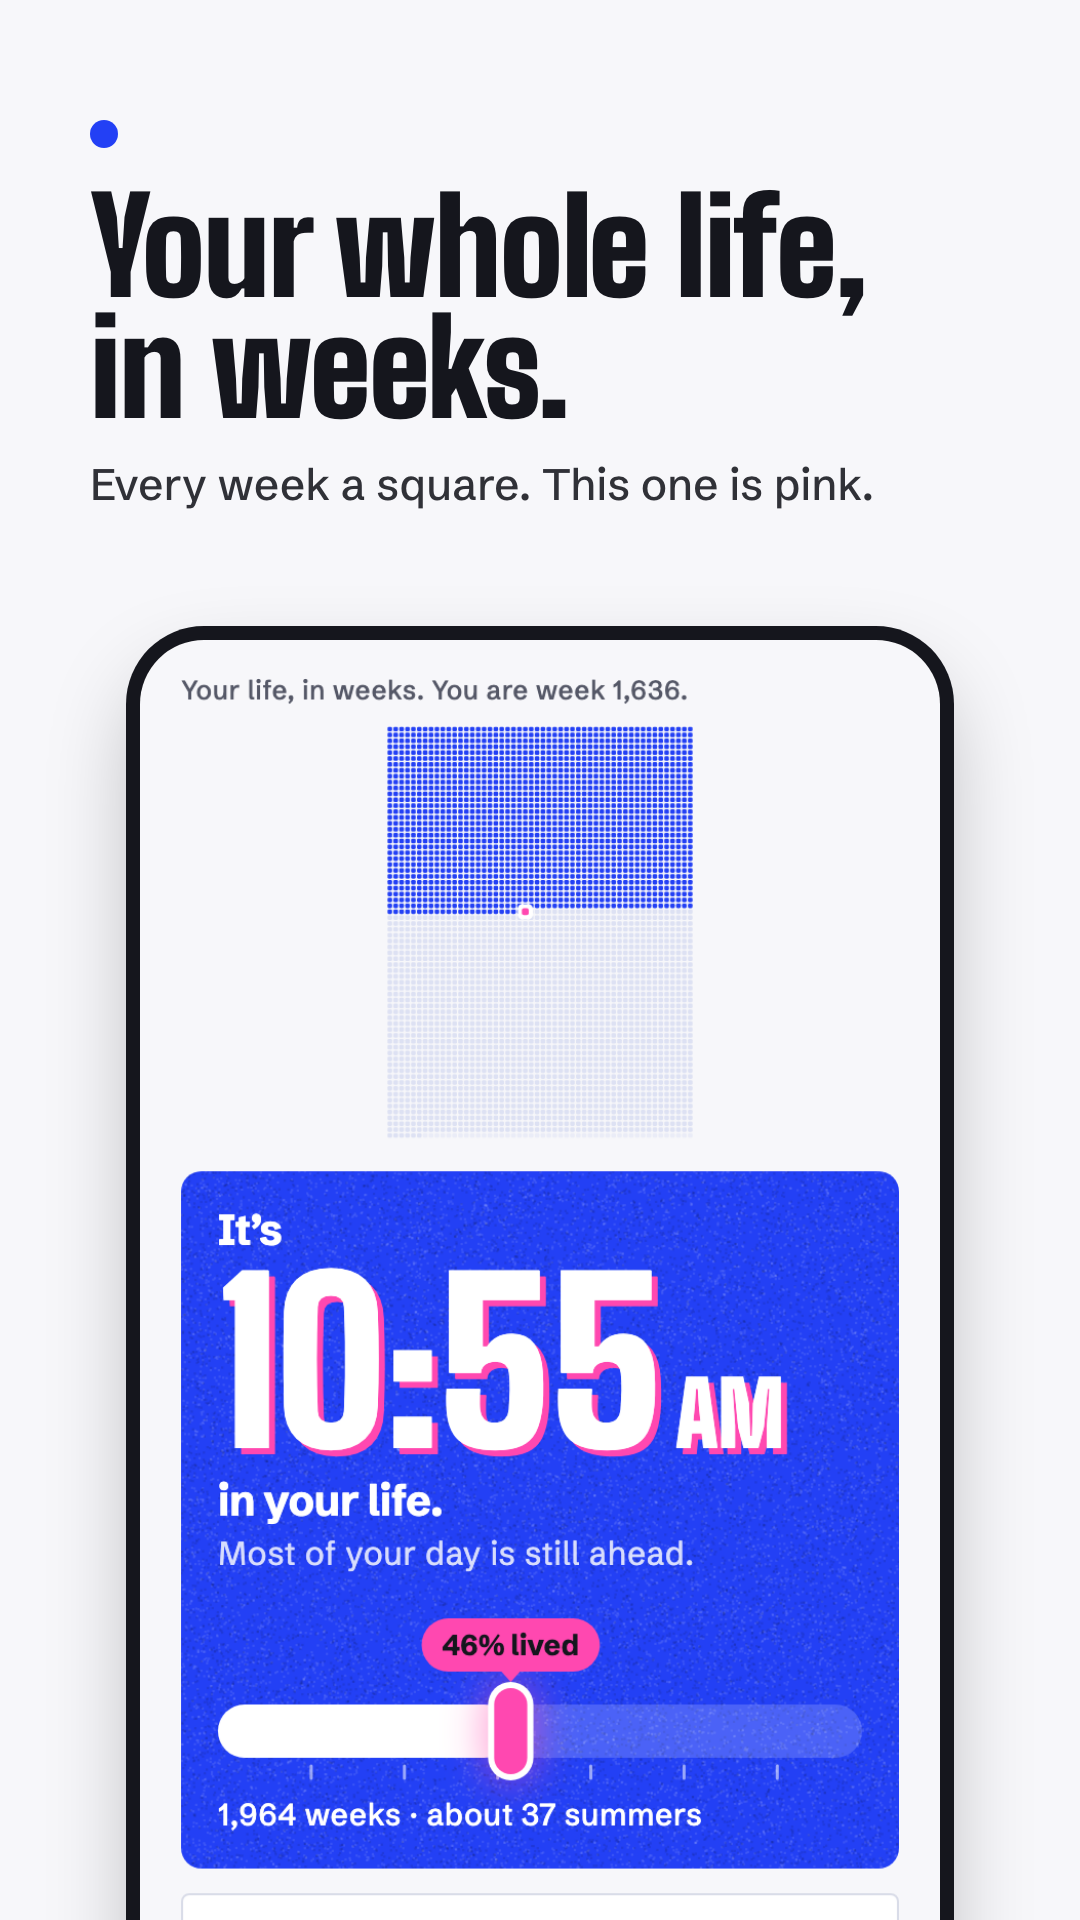 Your whole life,
in weeks.
Every week a square. This one is pink.
Your life, in weeks. You are week 1,636.
It’s
10:55 AM
in your life.
Most of your day is still ahead.
46% lived
1,964 weeks · about 37 summers